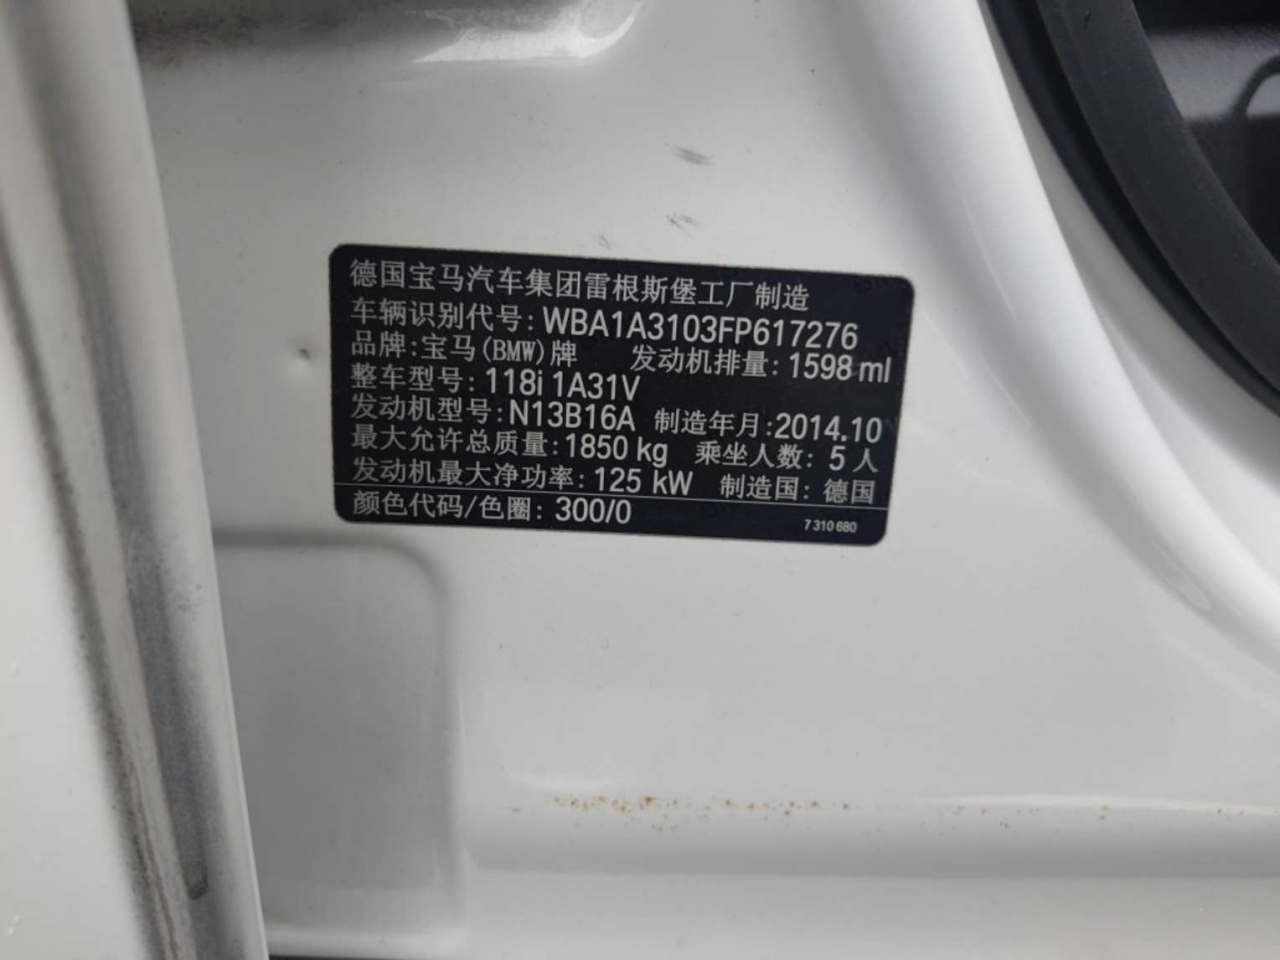 德国宝马汽车集团雷根斯堡工厂制造
车辆识别代号: WBA1A3103FP617276
品牌:宝马(BMW)牌 发动机排量: 1598 ml
整车型号: 118i 1A31V
发动机型号: N13B16A 制造年月:2014.10
最大允许总质量: 1850 kg 乘坐人数: 5 人
发动机最大净功率: 125 kW 制造国: 德国
颜色代码/色圈: 300/0 7 310 680